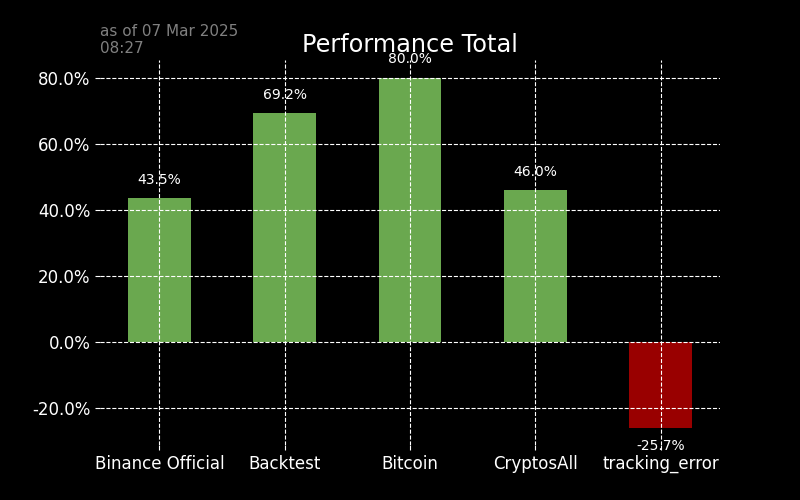 as of 07 Mar 2025
08:27
Performance Total
80.0%
69.2%
43.5%
46.0%
-25.7%
80.0%
60.0%
40.0%
20.0%
0.0%
-20.0%
Binance Official
Backtest
Bitcoin
CryptosAll
tracking_error